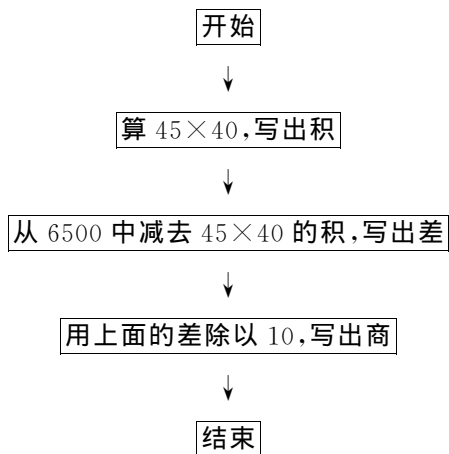 开始
算 45×40,写出积
从 6500 中减去 45×40 的积,写出差
用上面的差除以 10,写出商
结束